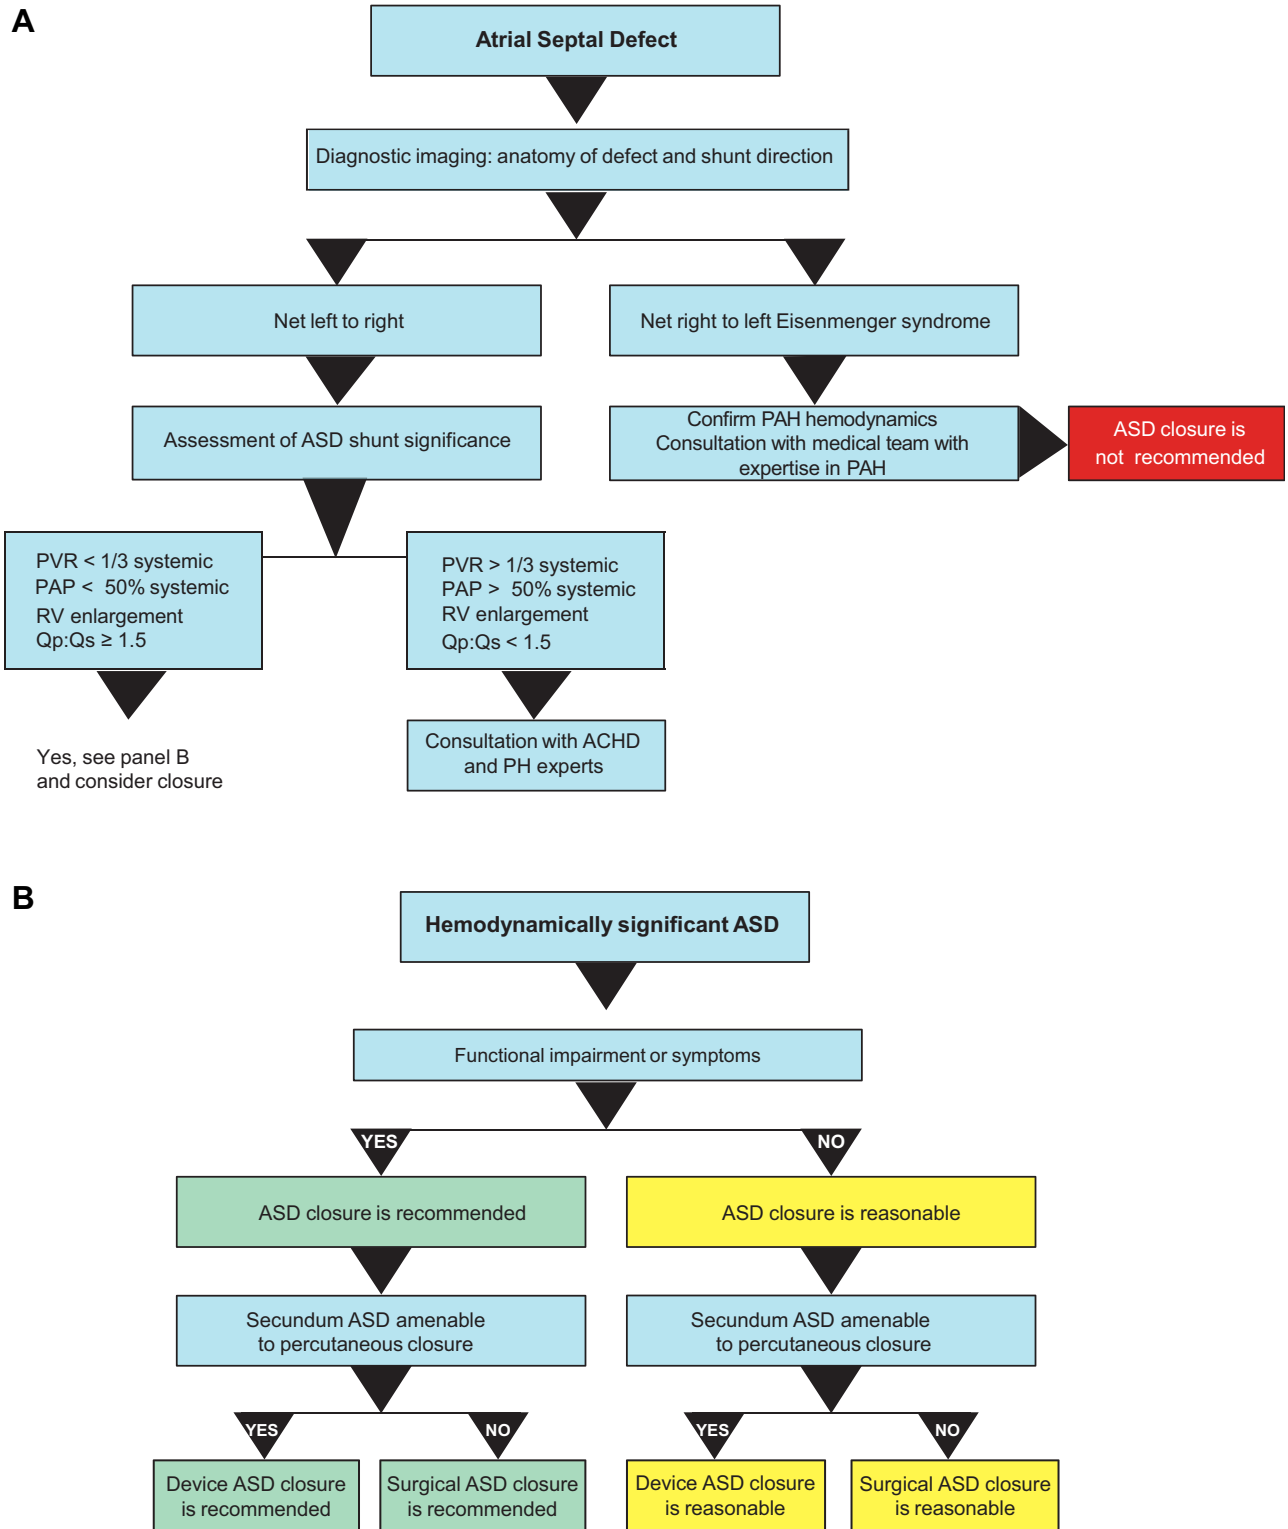 A
Atrial Septal Defect
Diagnostic imaging: anatomy of defect and shunt direction
Net left to right
Net right to left Eisenmenger syndrome
Assessment of ASD shunt significance
Confirm PAH hemodynamics
Consultation with medical team with
expertise in PAH
ASD closure is
not recommended
PVR < 1/3 systemic
PAP < 50% systemic
RV enlargement
Qp:Qs ≥ 1.5
PVR > 1/3 systemic
PAP > 50% systemic
RV enlargement
Qp:Qs < 1.5
Yes, see panel B
and consider closure
Consultation with ACHD
and PH experts
B
Hemodynamically significant ASD
Functional impairment or symptoms
YES
NO
ASD closure is recommended
ASD closure is reasonable
Secundum ASD amenable
to percutaneous closure
Secundum ASD amenable
to percutaneous closure
YES
NO
YES
NO
Device ASD closure
is recommended
Surgical ASD closure
is recommended
Device ASD closure
is reasonable
Surgical ASD closure
is reasonable